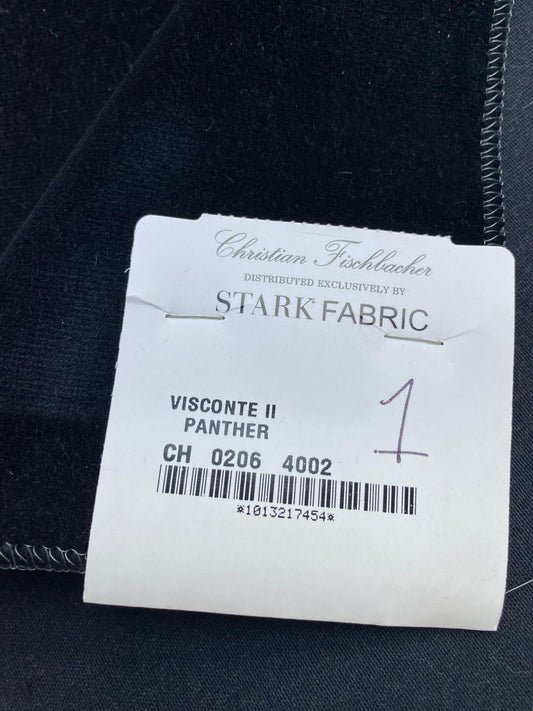 Christian Fischbacher
DISTRIBUTED EXCLUSIVELY BY
STARK FABRIC
1
VISCONTE II
PANTHER
CH 0206 4002
*1013217454*